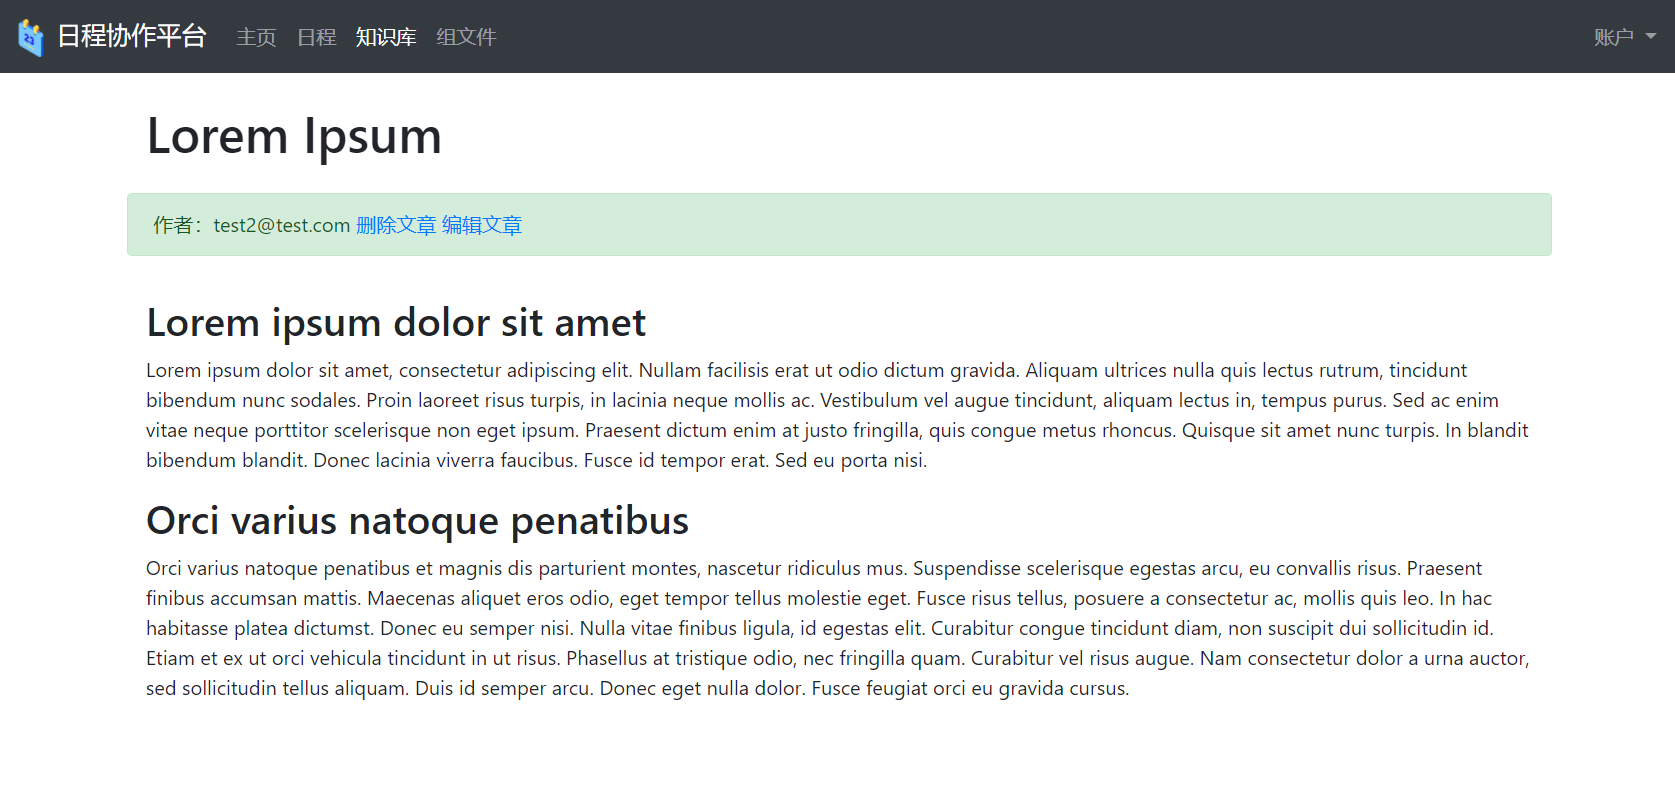 日程协作平台 主页 日程 知识库 组文件 账户
Lorem Ipsum
作者：test2@test.com 删除文章 编辑文章
Lorem ipsum dolor sit amet
Lorem ipsum dolor sit amet, consectetur adipiscing elit. Nullam facilisis erat ut odio dictum gravida. Aliquam ultrices nulla quis lectus rutrum, tincidunt
bibendum nunc sodales. Proin laoreet risus turpis, in lacinia neque mollis ac. Vestibulum vel augue tincidunt, aliquam lectus in, tempus purus. Sed ac enim
vitae neque porttitor scelerisque non eget ipsum. Praesent dictum enim at justo fringilla, quis congue metus rhoncus. Quisque sit amet nunc turpis. In blandit
bibendum blandit. Donec lacinia viverra faucibus. Fusce id tempor erat. Sed eu porta nisi.
Orci varius natoque penatibus
Orci varius natoque penatibus et magnis dis parturient montes, nascetur ridiculus mus. Suspendisse scelerisque egestas arcu, eu convallis risus. Praesent
finibus accumsan mattis. Maecenas aliquet eros odio, eget tempor tellus molestie eget. Fusce risus tellus, posuere a consectetur ac, mollis quis leo. In hac
habitasse platea dictumst. Donec eu semper nisi. Nulla vitae finibus ligula, id egestas elit. Curabitur congue tincidunt diam, non suscipit dui sollicitudin id.
Etiam et ex ut orci vehicula tincidunt in ut risus. Phasellus at tristique odio, nec fringilla quam. Curabitur vel risus augue. Nam consectetur dolor a urna auctor,
sed sollicitudin tellus aliquam. Duis id semper arcu. Donec eget nulla dolor. Fusce feugiat orci eu gravida cursus.